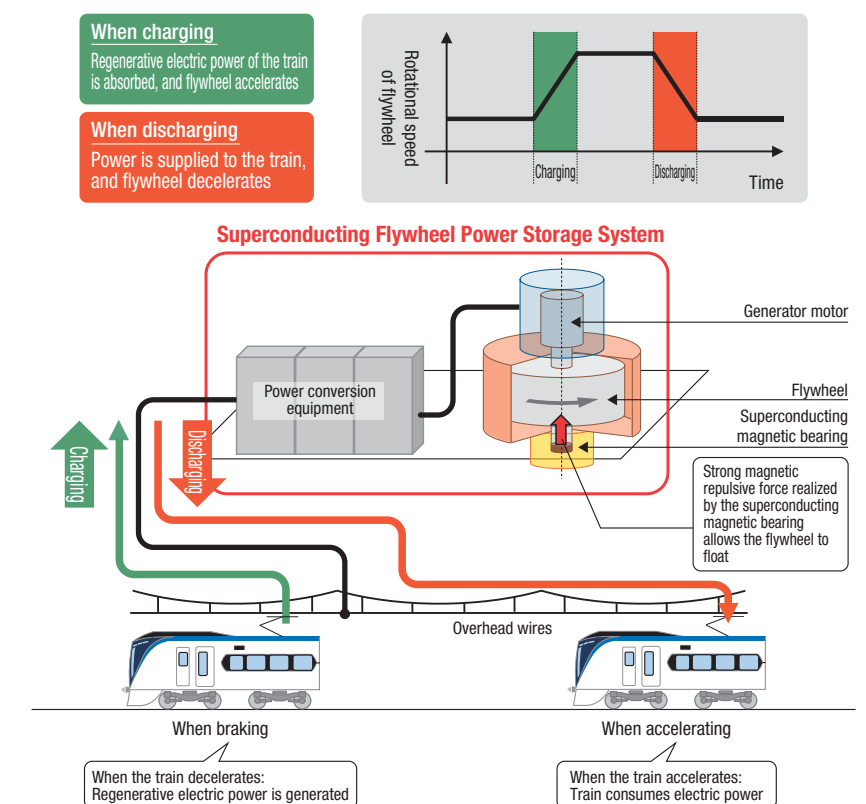 When charging
Regenerative electric power of the train
is absorbed, and flywheel accelerates
When discharging
Power is supplied to the train,
and flywheel decelerates
Rotational speed
of flywheel
Charging
Discharging
Time
Superconducting Flywheel Power Storage System
Generator motor
Power conversion
equipment
Flywheel
Superconducting
magnetic bearing
Charging
Discharging
Strong magnetic
repulsive force realized
by the superconducting
magnetic bearing
allows the flywheel to
float
Overhead wires
When braking
When accelerating
When the train decelerates:
Regenerative electric power is generated
When the train accelerates:
Train consumes electric power